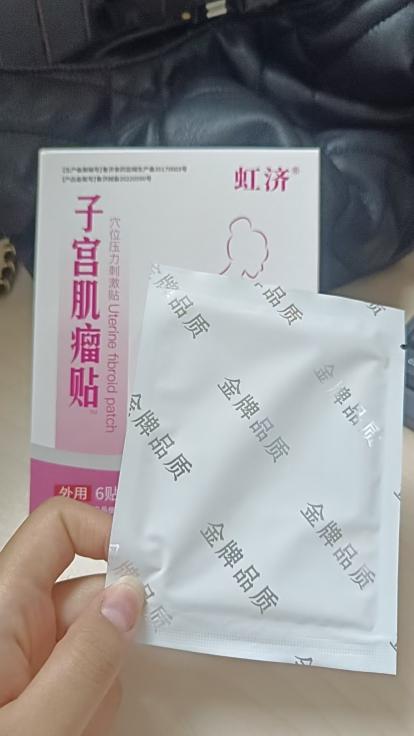 虹济®
子宫肌瘤贴
穴位压力刺激贴 Uterine fibroid patch
外用 6贴
金牌品质
金牌品质
金牌品质
金牌品质
金牌品质
金牌品质
金牌品质